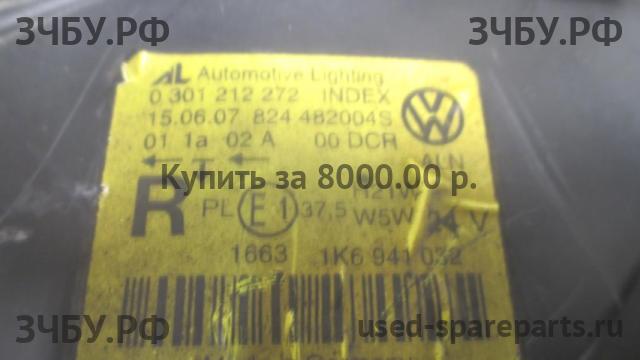 ЗЧБУ.РФ
ЗЧБУ.РФ
AL Automotive Lighting
0 301 212 272 INDEX
15.06.07 824 482004S
01 1a 02 A 00 DCR
ALN
Купить за 8000.00 р.
R PL E1 37,5 W5W 24 V
1663 1K6 941 032
ЗЧБУ.РФ
used-spareparts.ru